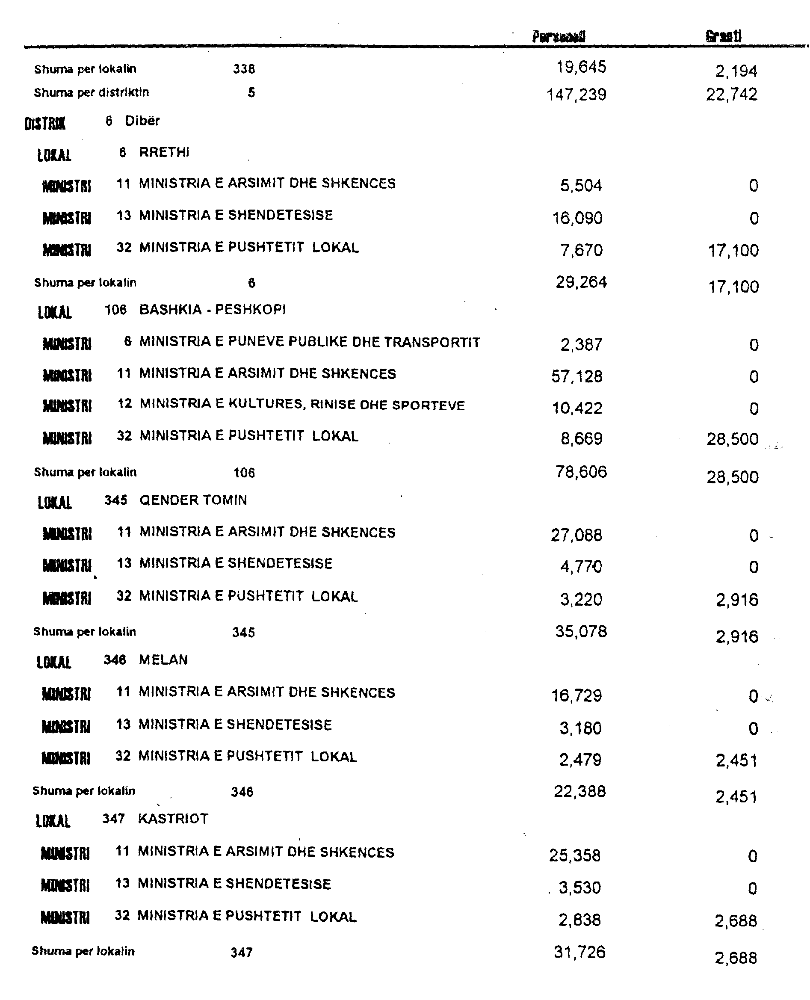 Personeli Granti
Shuma per lokalin 338 19,645 2,194
Shuma per distriktin 5 147,239 22,742
DISTRIK 6 Dibër
LOKAL 6 RRETHI
MINISTRI 11 MINISTRIA E ARSIMIT DHE SHKENCES 5,504 0
MINISTRI 13 MINISTRIA E SHENDETESISE 16,090 0
MINISTRI 32 MINISTRIA E PUSHTETIT LOKAL 7,670 17,100
Shuma per lokalin 6 29,264 17,100
LOKAL 106 BASHKIA - PESHKOPI
MINISTRI 6 MINISTRIA E PUNEVE PUBLIKE DHE TRANSPORTIT 2,387 0
MINISTRI 11 MINISTRIA E ARSIMIT DHE SHKENCES 57,128 0
MINISTRI 12 MINISTRIA E KULTURES, RINISE DHE SPORTEVE 10,422 0
MINISTRI 32 MINISTRIA E PUSHTETIT LOKAL 8,669 28,500
Shuma per lokalin 106 78,606 28,500
LOKAL 345 QENDER TOMIN
MINISTRI 11 MINISTRIA E ARSIMIT DHE SHKENCES 27,088 0
MINISTRI 13 MINISTRIA E SHENDETESISE 4,770 0
MINISTRI 32 MINISTRIA E PUSHTETIT LOKAL 3,220 2,916
Shuma per lokalin 345 35,078 2,916
LOKAL 346 MELAN
MINISTRI 11 MINISTRIA E ARSIMIT DHE SHKENCES 16,729 0
MINISTRI 13 MINISTRIA E SHENDETESISE 3,180 0
MINISTRI 32 MINISTRIA E PUSHTETIT LOKAL 2,479 2,451
Shuma per lokalin 346 22,388 2,451
LOKAL 347 KASTRIOT
MINISTRI 11 MINISTRIA E ARSIMIT DHE SHKENCES 25,358 0
MINISTRI 13 MINISTRIA E SHENDETESISE 3,530 0
MINISTRI 32 MINISTRIA E PUSHTETIT LOKAL 2,838 2,688
Shuma per lokalin 347 31,726 2,688